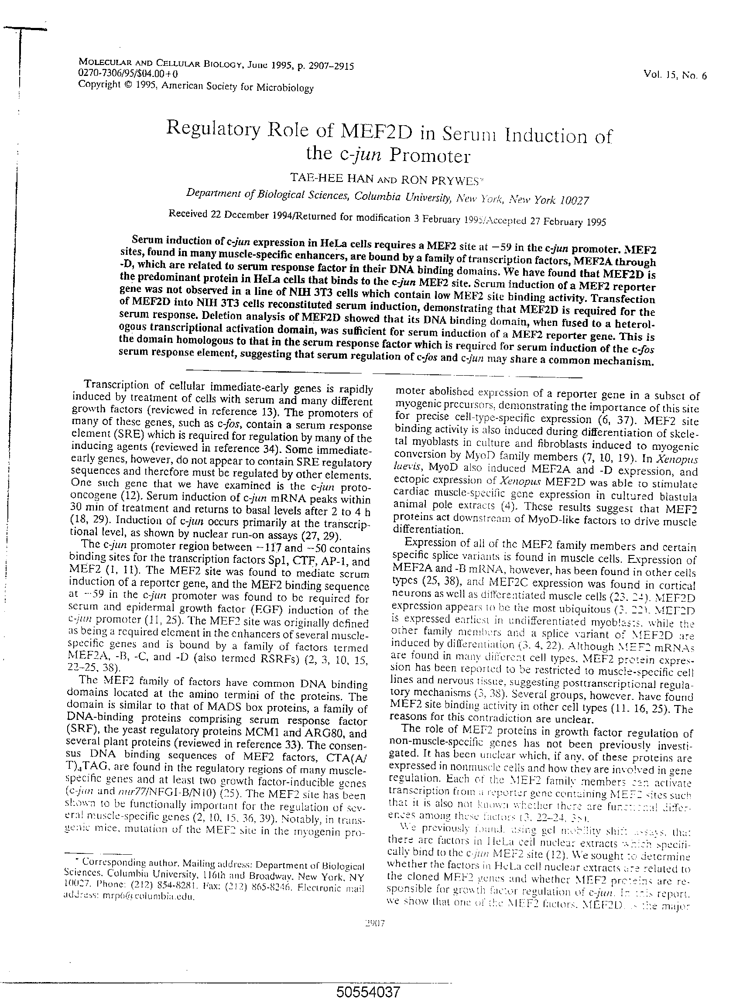 MOLECULAR AND CELLULAR BIOLOGY, June 1995, p. 2907–2915
0270-7306/95/$04.00+0
Copyright © 1995, American Society for Microbiology
Vol. 15, No. 6
Regulatory Role of MEF2D in Serum Induction of
the c-jun Promoter
TAE-HEE HAN AND RON PRYWES*
Department of Biological Sciences, Columbia University, New York, New York 10027
Received 22 December 1994/Returned for modification 3 February 1995/Accepted 27 February 1995
Serum induction of c-jun expression in HeLa cells requires a MEF2 site at −59 in the c-jun promoter. MEF2
sites, found in many muscle-specific enhancers, are bound by a family of transcription factors, MEF2A through
-D, which are related to serum response factor in their DNA binding domains. We have found that MEF2D is
the predominant protein in HeLa cells that binds to the c-jun MEF2 site. Serum induction of a MEF2 reporter
gene was not observed in a line of NIH 3T3 cells which contain low MEF2 site binding activity. Transfection
of MEF2D into NIH 3T3 cells reconstituted serum induction, demonstrating that MEF2D is required for the
serum response. Deletion analysis of MEF2D showed that its DNA binding domain, when fused to a heterol-
ogous transcriptional activation domain, was sufficient for serum induction of a MEF2 reporter gene. This is
the domain homologous to that in the serum response factor which is required for serum induction of the c-fos
serum response element, suggesting that serum regulation of c-fos and c-jun may share a common mechanism.
Transcription of cellular immediate-early genes is rapidly
induced by treatment of cells with serum and many different
growth factors (reviewed in reference 13). The promoters of
many of these genes, such as c-fos, contain a serum response
element (SRE) which is required for regulation by many of the
inducing agents (reviewed in reference 34). Some immediate-
early genes, however, do not appear to contain SRE regulatory
sequences and therefore must be regulated by other elements.
One such gene that we have examined is the c-jun proto-
oncogene (12). Serum induction of c-jun mRNA peaks within
30 min of treatment and returns to basal levels after 2 to 4 h
(18, 29). Induction of c-jun occurs primarily at the transcrip-
tional level, as shown by nuclear run-on assays (27, 29).
The c-jun promoter region between −117 and −50 contains
binding sites for the transcription factors Sp1, CTF, AP-1, and
MEF2 (1, 11). The MEF2 site was found to mediate serum
induction of a reporter gene, and the MEF2 binding sequence
at −59 in the c-jun promoter was found to be required for
serum and epidermal growth factor (EGF) induction of the
c-jun promoter (11, 25). The MEF2 site was originally defined
as being a required element in the enhancers of several muscle-
specific genes and is bound by a family of factors termed
MEF2A, -B, -C, and -D (also termed RSRFs) (2, 3, 10, 15,
22–25, 38).
The MEF2 family of factors have common DNA binding
domains located at the amino termini of the proteins. The
domain is similar to that of MADS box proteins, a family of
DNA-binding proteins comprising serum response factor
(SRF), the yeast regulatory proteins MCM1 and ARG80, and
several plant proteins (reviewed in reference 33). The consen-
sus DNA binding sequences of MEF2 factors, CTA(A/
T)₄TAG, are found in the regulatory regions of many muscle-
specific genes and at least two growth factor-inducible genes
(c-jun and nur77/NFGI-B/N10) (25). The MEF2 site has been
shown to be functionally important for the regulation of sev-
eral muscle-specific genes (2, 10, 15, 36, 39). Notably, in trans-
genic mice, mutation of the MEF2 site in the myogenin pro-
* Corresponding author. Mailing address: Department of Biological
Sciences, Columbia University, 116th and Broadway, New York, NY
10027. Phone: (212) 854-8281. Fax: (212) 865-8246. Electronic mail
address: mrp6@columbia.edu.
moter abolished expression of a reporter gene in a subset of
myogenic precursors, demonstrating the importance of this site
for precise cell-type-specific expression (6, 37). MEF2 site
binding activity is also induced during differentiation of skele-
tal myoblasts in culture and fibroblasts induced to myogenic
conversion by MyoD family members (7, 10, 19). In Xenopus
laevis, MyoD also induced MEF2A and -D expression, and
ectopic expression of Xenopus MEF2D was able to stimulate
cardiac muscle-specific gene expression in cultured blastula
animal pole extracts (4). These results suggest that MEF2
proteins act downstream of MyoD-like factors to drive muscle
differentiation.
Expression of all of the MEF2 family members and certain
specific splice variants is found in muscle cells. Expression of
MEF2A and -B mRNA, however, has been found in other cells
types (25, 38), and MEF2C expression was found in cortical
neurons as well as differentiated muscle cells (23, 24). MEF2D
expression appears to be the most ubiquitous (3, 22). MEF2D
is expressed earliest in undifferentiated myoblasts, while the
other family members and a splice variant of MEF2D are
induced by differentiation (3, 4, 22). Although MEF2 mRNAs
are found in many different cell types, MEF2 protein expres-
sion has been reported to be restricted to muscle-specific cell
lines and nervous tissue, suggesting posttranscriptional regula-
tory mechanisms (3, 38). Several groups, however, have found
MEF2 site binding activity in other cell types (11, 16, 25). The
reasons for this contradiction are unclear.
The role of MEF2 proteins in growth factor regulation of
non-muscle-specific genes has not been previously investi-
gated. It has been unclear which, if any, of these proteins are
expressed in nonmuscle cells and how they are involved in gene
regulation. Each of the MEF2 family members can activate
transcription from a reporter gene containing MEF2 sites such
that it is also not known whether there are functional differ-
ences among these factors (3, 22–24, 38).
We previously found, using gel mobility shift assays, that
there are factors in HeLa cell nuclear extracts which specifi-
cally bind to the c-jun MEF2 site (12). We sought to determine
whether the factors in HeLa cell nuclear extracts are related to
the cloned MEF2 genes and whether MEF2 proteins are re-
sponsible for growth factor regulation of c-jun. In this report,
we show that one of the MEF2 factors, MEF2D, is the major
2907
50554037